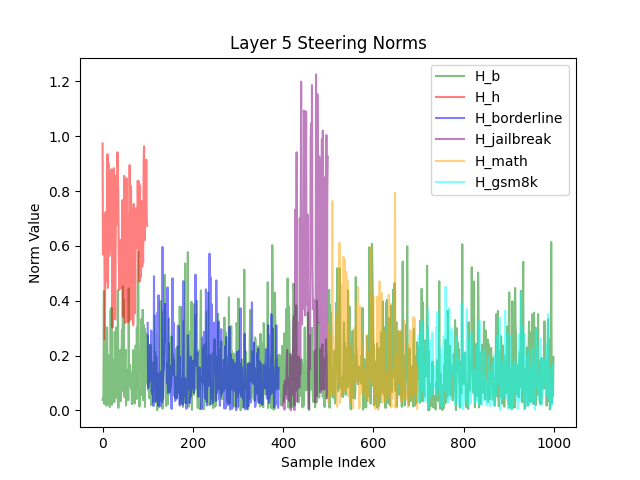 Layer 5 Steering Norms
Norm Value
1.2
1.0
0.8
0.6
0.4
0.2
0.0
H_b
H_h
H_borderline
H_jailbreak
H_math
H_gsm8k
0 200 400 600 800 1000
Sample Index